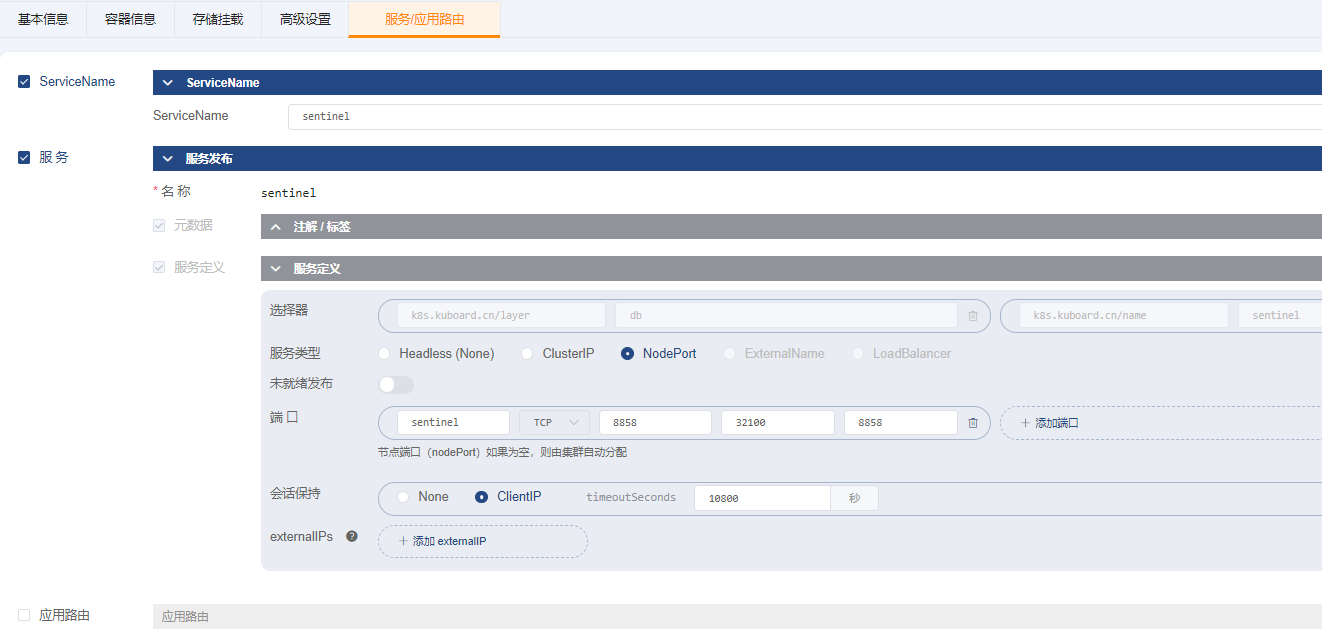 基本信息 容器信息 存储挂载 高级设置 服务/应用路由
ServiceName ServiceName
ServiceName sentinel
服 务 服务发布
* 名 称 sentinel
元数据 注解 / 标签
服务定义 服务定义
选择器 k8s.kuboard.cn/layer db k8s.kuboard.cn/name sentinel
服务类型 Headless (None) ClusterIP NodePort ExternalName LoadBalancer
未就绪发布
端 口 sentinel TCP 8858 32100 8858 + 添加端口
节点端口（nodePort）如果为空，则由集群自动分配
会话保持 None ClientIP timeoutSeconds 10800 秒
externalIPs ? + 添加 externalIP
应用路由 应用路由